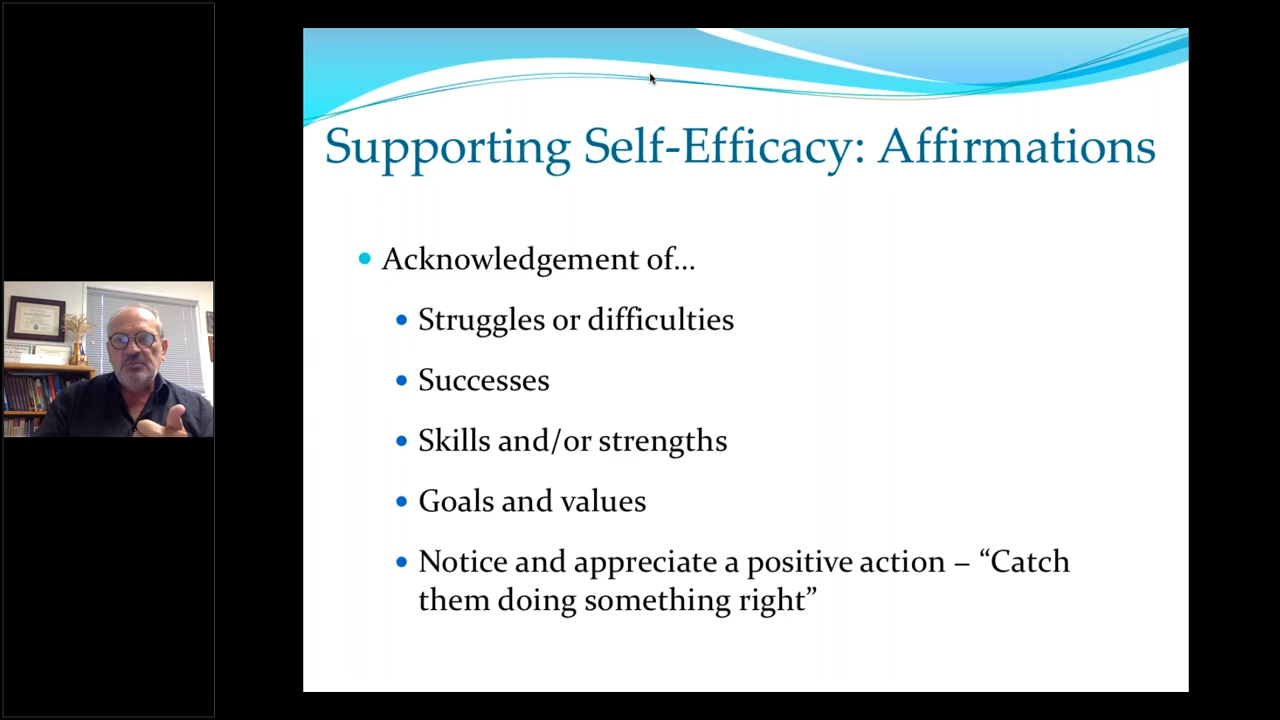 Supporting Self-Efficacy: Affirmations
Acknowledgement of...
Struggles or difficulties
Successes
Skills and/or strengths
Goals and values
Notice and appreciate a positive action – “Catch
them doing something right”